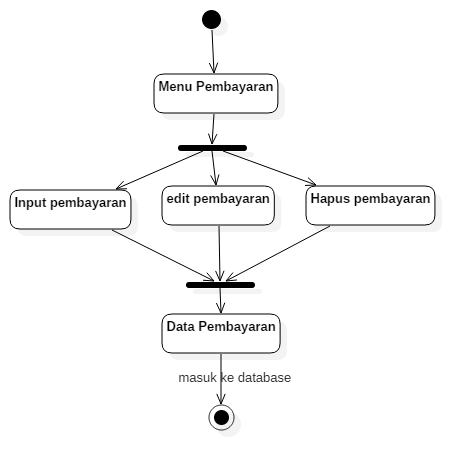 Menu Pembayaran
Input pembayaran
edit pembayaran
Hapus pembayaran
Data Pembayaran
masuk ke database